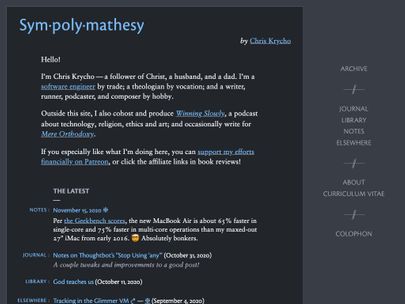 Sym·poly·mathesy
by Chris Krycho
Hello!
I'm Chris Krycho — a follower of Christ, a husband, and a dad. I'm a
software engineer by trade; a theologian by vocation; and a writer,
runner, podcaster, and composer by hobby.
Outside this site, I also cohost and produce Winning Slowly, a podcast
about technology, religion, ethics and art; and occasionally write for
Mere Orthodoxy.
If you especially like what I'm doing here, you can support my efforts
financially on Patreon, or click the affiliate links in book reviews!
THE LATEST
—
NOTES : November 15, 2020 ❉
Per the Geekbench scores, the new MacBook Air is about 65% faster in
single-core and 75% faster in multi-core operations than my maxed-out
27" iMac from early 2016. 🤯 Absolutely bonkers.
JOURNAL : Notes on Thoughtbot's "Stop Using 'any'" (October 31, 2020)
A couple tweaks and improvements to a good post!
LIBRARY : God teaches us (October 11, 2020)
ELSEWHERE : Tracking in the Glimmer VM — ❉ (September 4, 2020)
ARCHIVE
JOURNAL
LIBRARY
NOTES
ELSEWHERE
ABOUT
CURRICULUM VITAE
COLOPHON